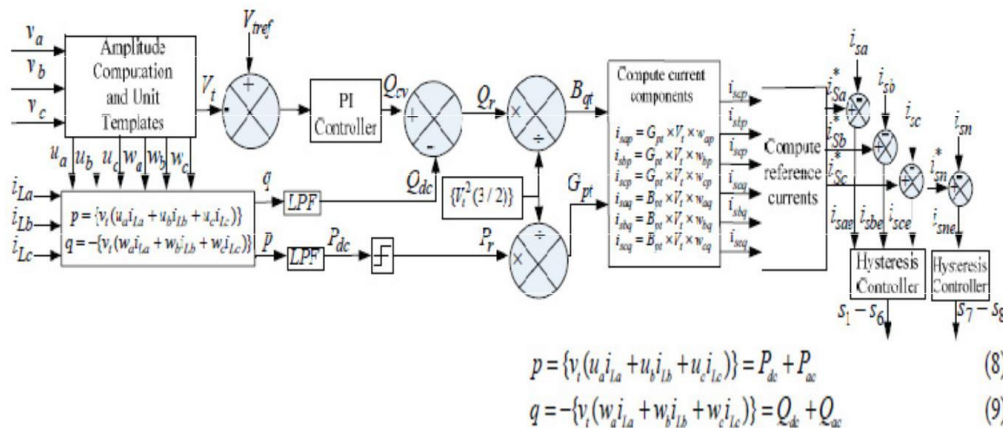 v_a
v_b
v_c
Amplitude
Computation
and Unit
Templates
V_t
V_tref
+
-
PI
Controller
Q_cv
+
-
Q_dc
Q_r
×
÷
B_qt
{V_t^2(3/2)}
G_pt
÷
×
P_r
u_a u_b u_c w_a w_b w_c
i_La
i_Lb
i_Lc
p = {v_t(u_a i_La + u_b i_Lb + u_c i_Lc)}
q = -{v_t(w_a i_La + w_b i_Lb + w_c i_Lc)}
q
LPF
p
LPF
P_dc
Compute current
components
i_sap = G_pt × V_t × w_ap
i_sbp = G_pt × V_t × w_bp
i_scp = G_pt × V_t × w_cp
i_saq = B_pt × V_t × w_aq
i_sbq = B_pt × V_t × w_bq
i_scq = B_pt × V_t × w_cq
i_scp
i_sbp
i_scp
i_saq
i_sbq
i_scq
Compute
reference
currents
i_sa
i*_Sa
i_sb
i*_Sb
i_sc
i*_Sc
i_sn
i*_sn
i_sae
i_sbe
i_sce
i_sne
Hysteresis
Controller
Hysteresis
Controller
s_1 - s_6
s_7 - s_8
p = {v_t(u_a i_La + u_b i_Lb + u_c i_Lc)} = P_dc + P_ac (8)
q = -{v_t(w_a i_La + w_b i_Lb + w_c i_Lc)} = Q_dc + Q_ac (9)